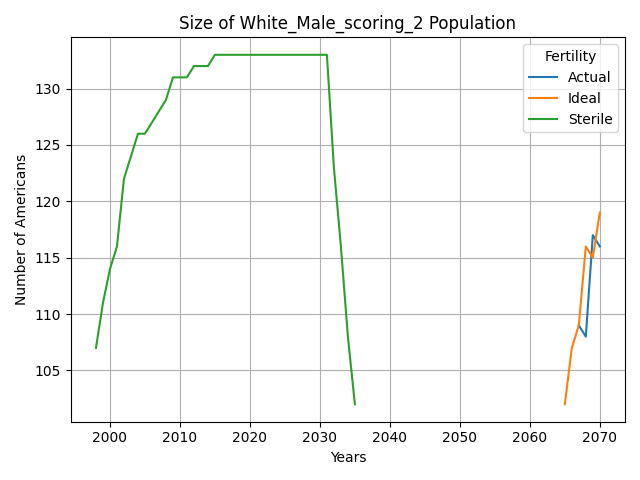 Size of White_Male_scoring_2 Population
Fertility
Actual
Ideal
Sterile
Number of Americans
130
125
120
115
110
105
2000 2010 2020 2030 2040 2050 2060 2070
Years